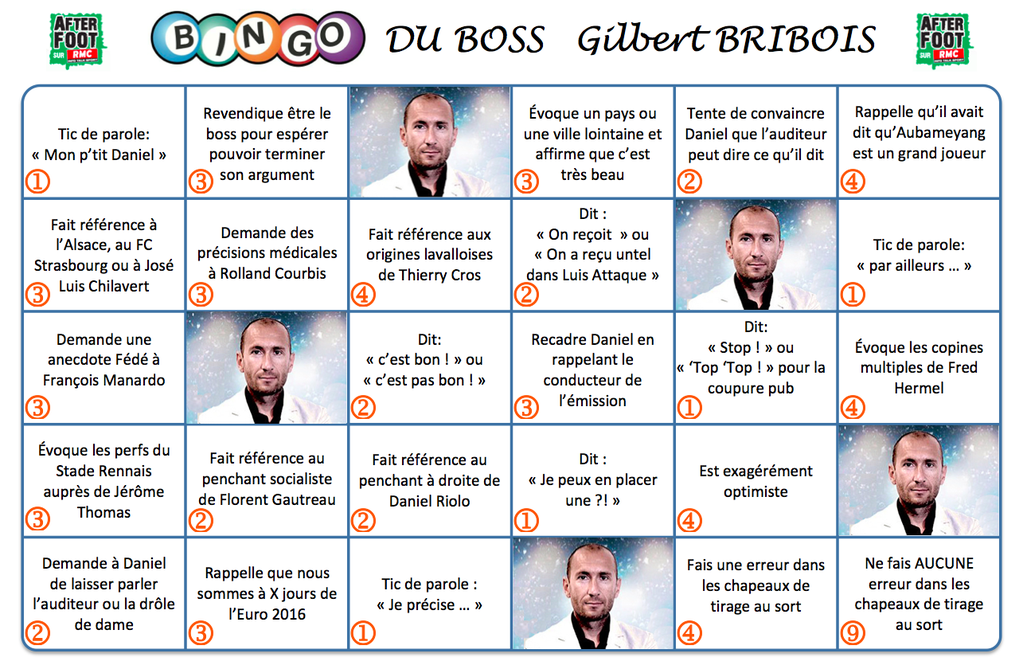 AFTER
FOOT
SUR RMC
BINGO DU BOSS Gilbert BRIBOIS
AFTER
FOOT
SUR RMC
Tic de parole:
« Mon p’tit Daniel »
1
Revendique être le
boss pour espérer
pouvoir terminer
son argument
3
Évoque un pays ou
une ville lointaine et
affirme que c’est
très beau
3
Tente de convaincre
Daniel que l’auditeur
peut dire ce qu’il dit
2
Rappelle qu’il avait
dit qu’Aubameyang
est un grand joueur
4
Fait référence à
l’Alsace, au FC
Strasbourg ou à José
Luis Chilavert
3
Demande des
précisions médicales
à Rolland Courbis
3
Fait référence aux
origines lavalloises
de Thierry Cros
4
Dit :
« On reçoit  » ou
« On a reçu untel
dans Luis Attaque »
2
Tic de parole:
« par ailleurs … »
1
Demande une
anecdote Fédé à
François Manardo
3
Dit:
« c’est bon ! » ou
« c’est pas bon ! »
2
Recadre Daniel en
rappelant le
conducteur de
l’émission
3
Dit:
« Stop ! » ou
« ‘Top ‘Top ! » pour la
coupure pub
1
Évoque les copines
multiples de Fred
Hermel
4
Évoque les perfs du
Stade Rennais
auprès de Jérôme
Thomas
3
Fait référence au
penchant socialiste
de Florent Gautreau
2
Fait référence au
penchant à droite de
Daniel Riolo
2
Dit :
« Je peux en placer
une ?! »
1
Est exagérément
optimiste
4
Demande à Daniel
de laisser parler
l’auditeur ou la drôle
de dame
2
Rappelle que nous
sommes à X jours de
l’Euro 2016
3
Tic de parole :
« Je précise … »
1
Fais une erreur dans
les chapeaux de
tirage au sort
4
Ne fais AUCUNE
erreur dans les
chapeaux de tirage
au sort
9